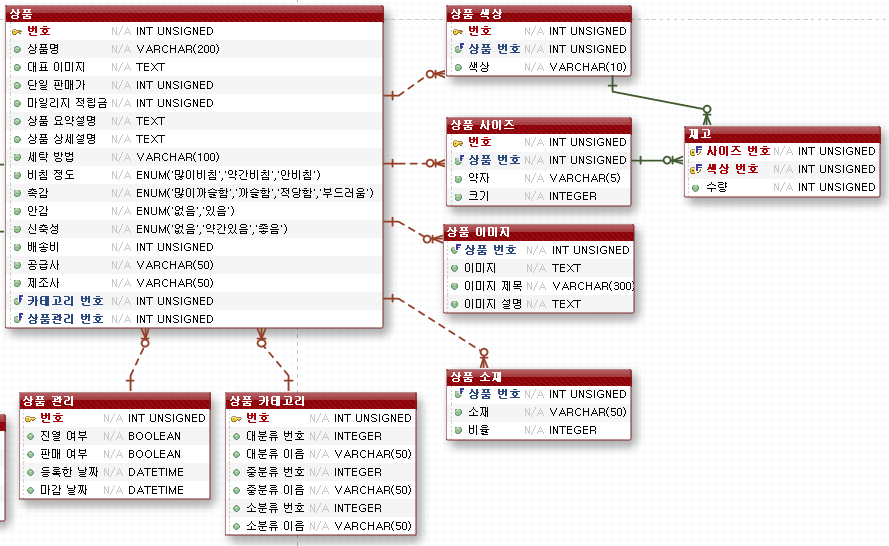 상품
번호 N/A INT UNSIGNED
상품명 N/A VARCHAR(200)
대표 이미지 N/A TEXT
단일 판매가 N/A INT UNSIGNED
마일리지 적립금 N/A INT UNSIGNED
상품 요약설명 N/A TEXT
상품 상세설명 N/A TEXT
세탁 방법 N/A VARCHAR(100)
비침 정도 N/A ENUM('많이비침','약간비침','안비침')
촉감 N/A ENUM('많이까슬함','까슬함','적당함','부드러움')
안감 N/A ENUM('없음','있음')
신축성 N/A ENUM('없음','약간있음','좋음')
배송비 N/A INT UNSIGNED
공급사 N/A VARCHAR(50)
제조사 N/A VARCHAR(50)
카테고리 번호 N/A INT UNSIGNED
상품관리 번호 N/A INT UNSIGNED
상품 색상
번호 N/A INT UNSIGNED
상품 번호 N/A INT UNSIGNED
색상 N/A VARCHAR(10)
상품 사이즈
번호 N/A INT UNSIGNED
상품 번호 N/A INT UNSIGNED
약자 N/A VARCHAR(5)
크기 N/A INTEGER
재고
사이즈 번호 N/A INT UNSIGNED
색상 번호 N/A INT UNSIGNED
수량 N/A INT UNSIGNED
상품 이미지
상품 번호 N/A INT UNSIGNED
이미지 N/A TEXT
이미지 제목 N/A VARCHAR(300)
이미지 설명 N/A TEXT
상품 소재
상품 번호 N/A INT UNSIGNED
소재 N/A VARCHAR(50)
비율 N/A INTEGER
상품 관리
번호 N/A INT UNSIGNED
진열 여부 N/A BOOLEAN
판매 여부 N/A BOOLEAN
등록한 날짜 N/A DATETIME
마감 날짜 N/A DATETIME
상품 카테고리
번호 N/A INT UNSIGNED
대분류 번호 N/A INTEGER
대분류 이름 N/A VARCHAR(50)
중분류 번호 N/A INTEGER
중분류 이름 N/A VARCHAR(50)
소분류 번호 N/A INTEGER
소분류 이름 N/A VARCHAR(50)